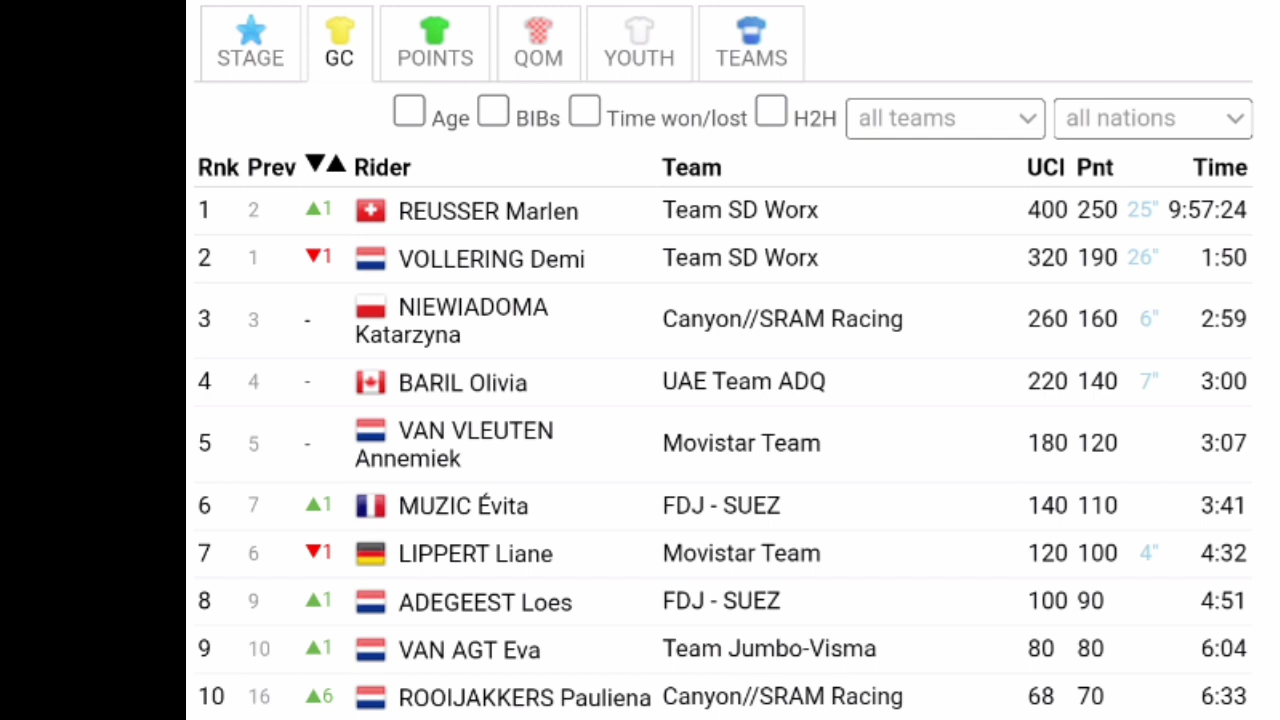 STAGE GC POINTS QOM YOUTH TEAMS
Age BIBs Time won/lost H2H all teams all nations
Rnk Prev ▼▲ Rider Team UCI Pnt Time
1 2 ▲1 REUSSER Marlen Team SD Worx 400 250 25" 9:57:24
2 1 ▼1 VOLLERING Demi Team SD Worx 320 190 26" 1:50
3 3 - NIEWIADOMA Katarzyna Canyon//SRAM Racing 260 160 6" 2:59
4 4 - BARIL Olivia UAE Team ADQ 220 140 7" 3:00
5 5 - VAN VLEUTEN Annemiek Movistar Team 180 120 3:07
6 7 ▲1 MUZIC Évita FDJ - SUEZ 140 110 3:41
7 6 ▼1 LIPPERT Liane Movistar Team 120 100 4" 4:32
8 9 ▲1 ADEGEEST Loes FDJ - SUEZ 100 90 4:51
9 10 ▲1 VAN AGT Eva Team Jumbo-Visma 80 80 6:04
10 16 ▲6 ROOIJAKKERS Pauliena Canyon//SRAM Racing 68 70 6:33